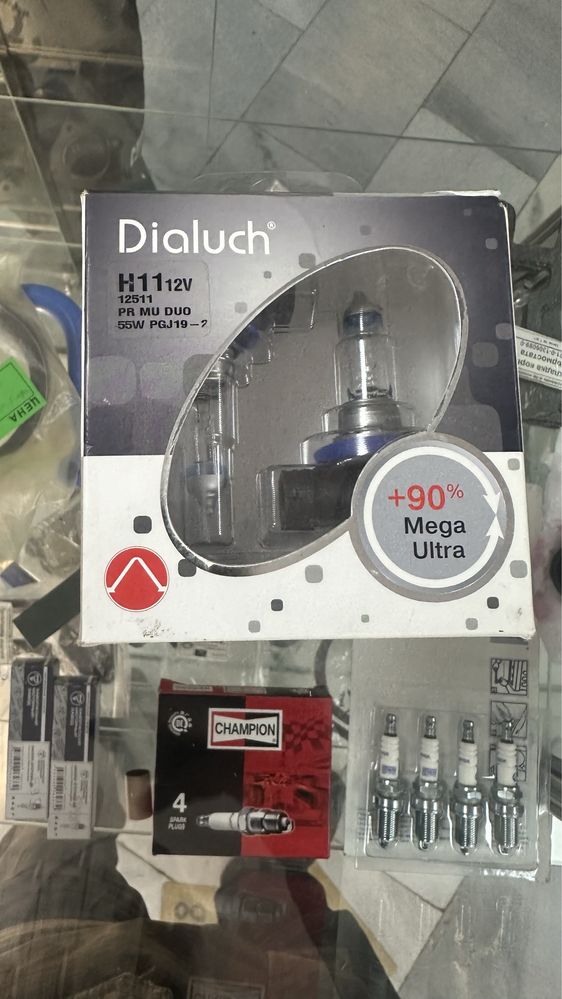 Dialuch®
H11 12V
12511
PR MU DUO
55W PGJ19-2
+90%
Mega
Ultra
ЦЕНА
CHAMPION
4
SPARK
PLUGS